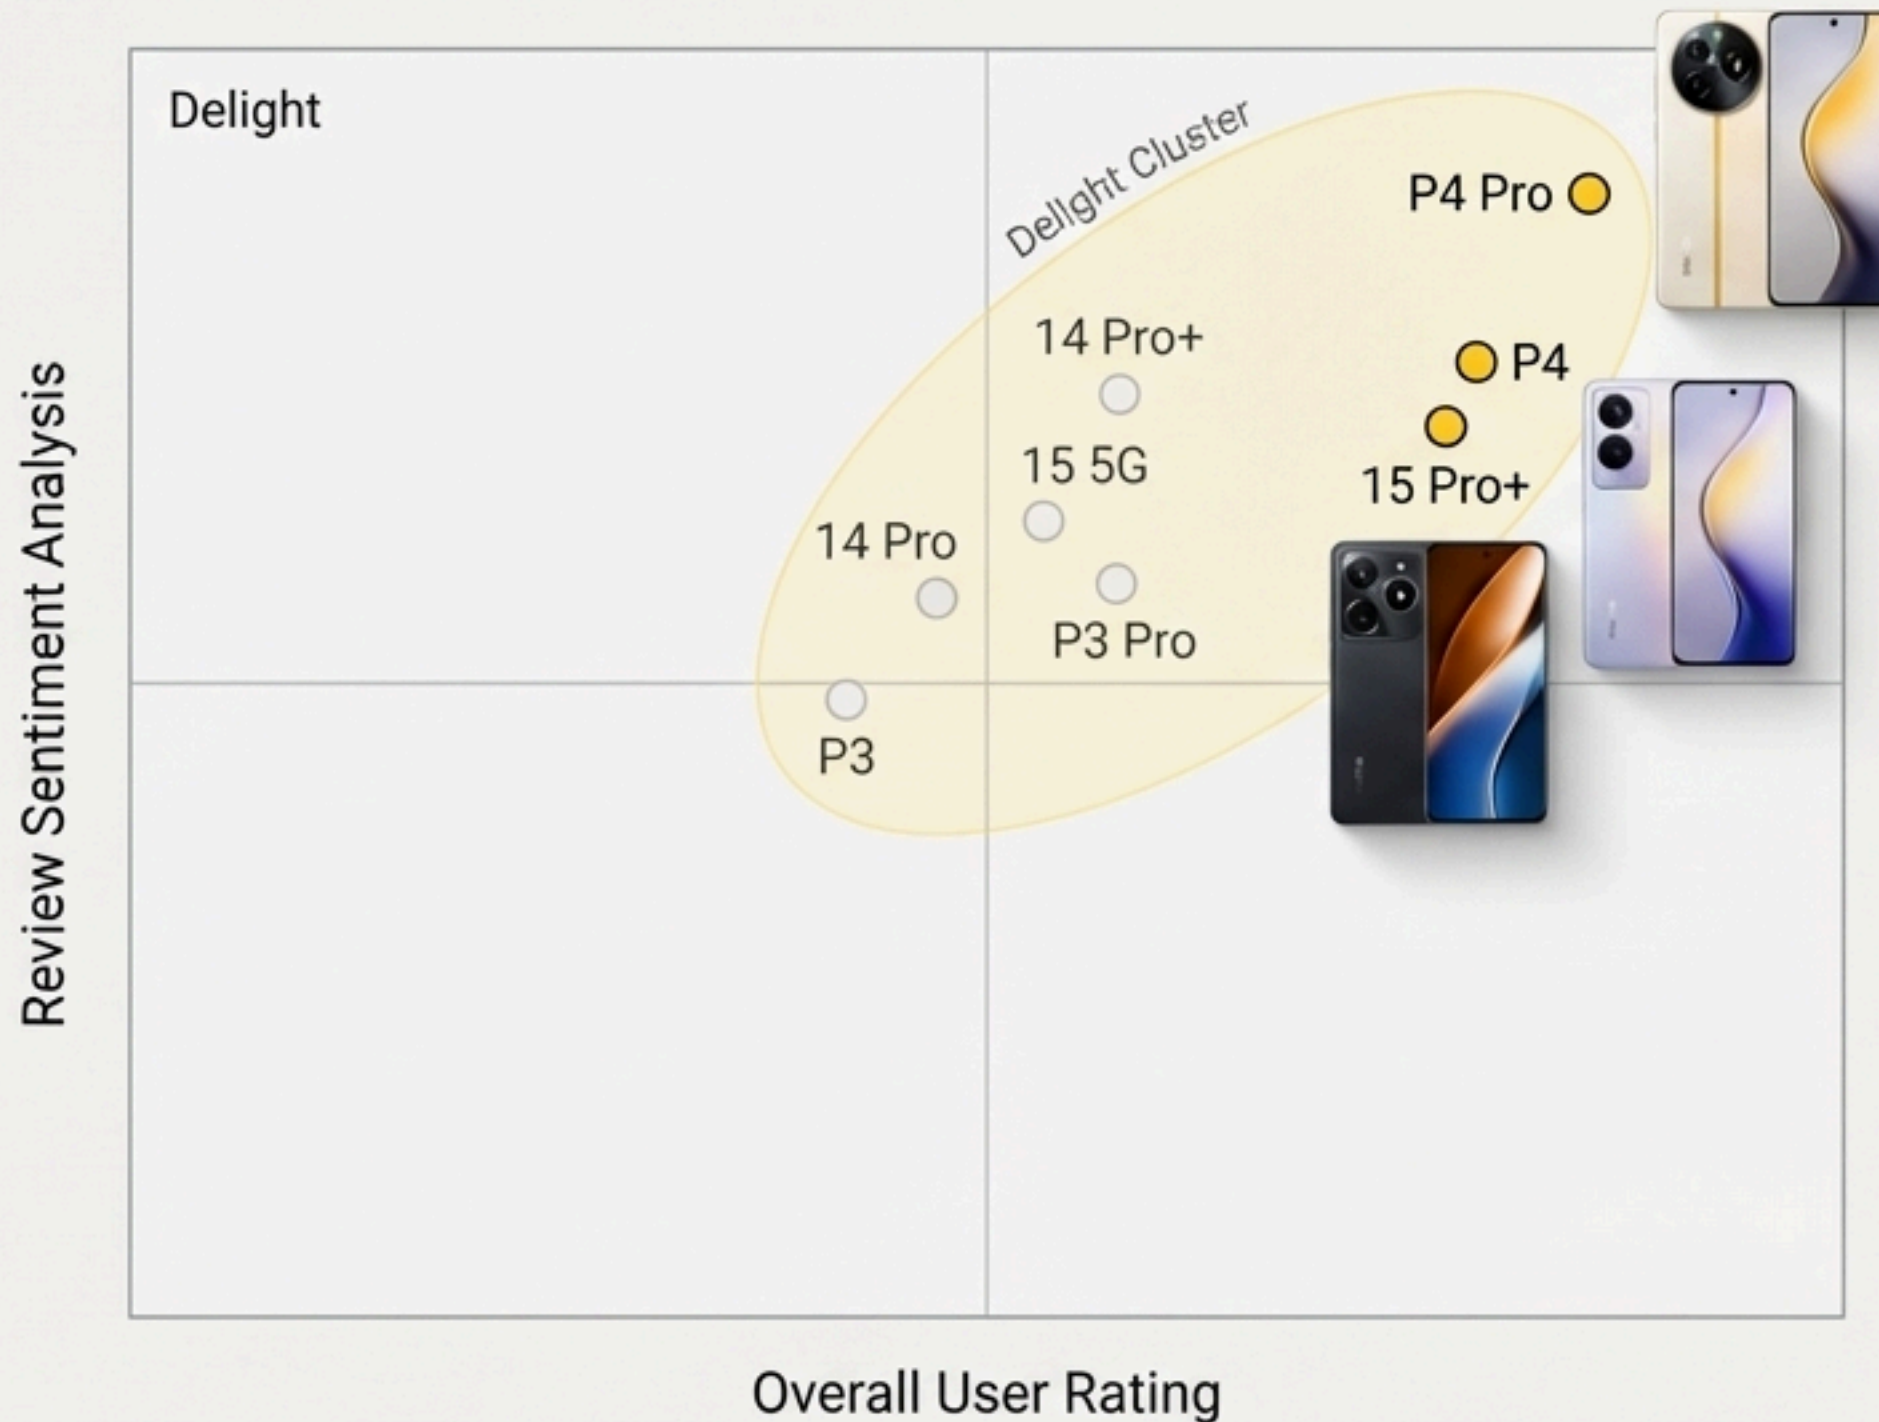 Delight
Delight Cluster
P4 Pro
14 Pro+
P4
15 5G
15 Pro+
14 Pro
P3 Pro
P3
Review Sentiment Analysis
Overall User Rating